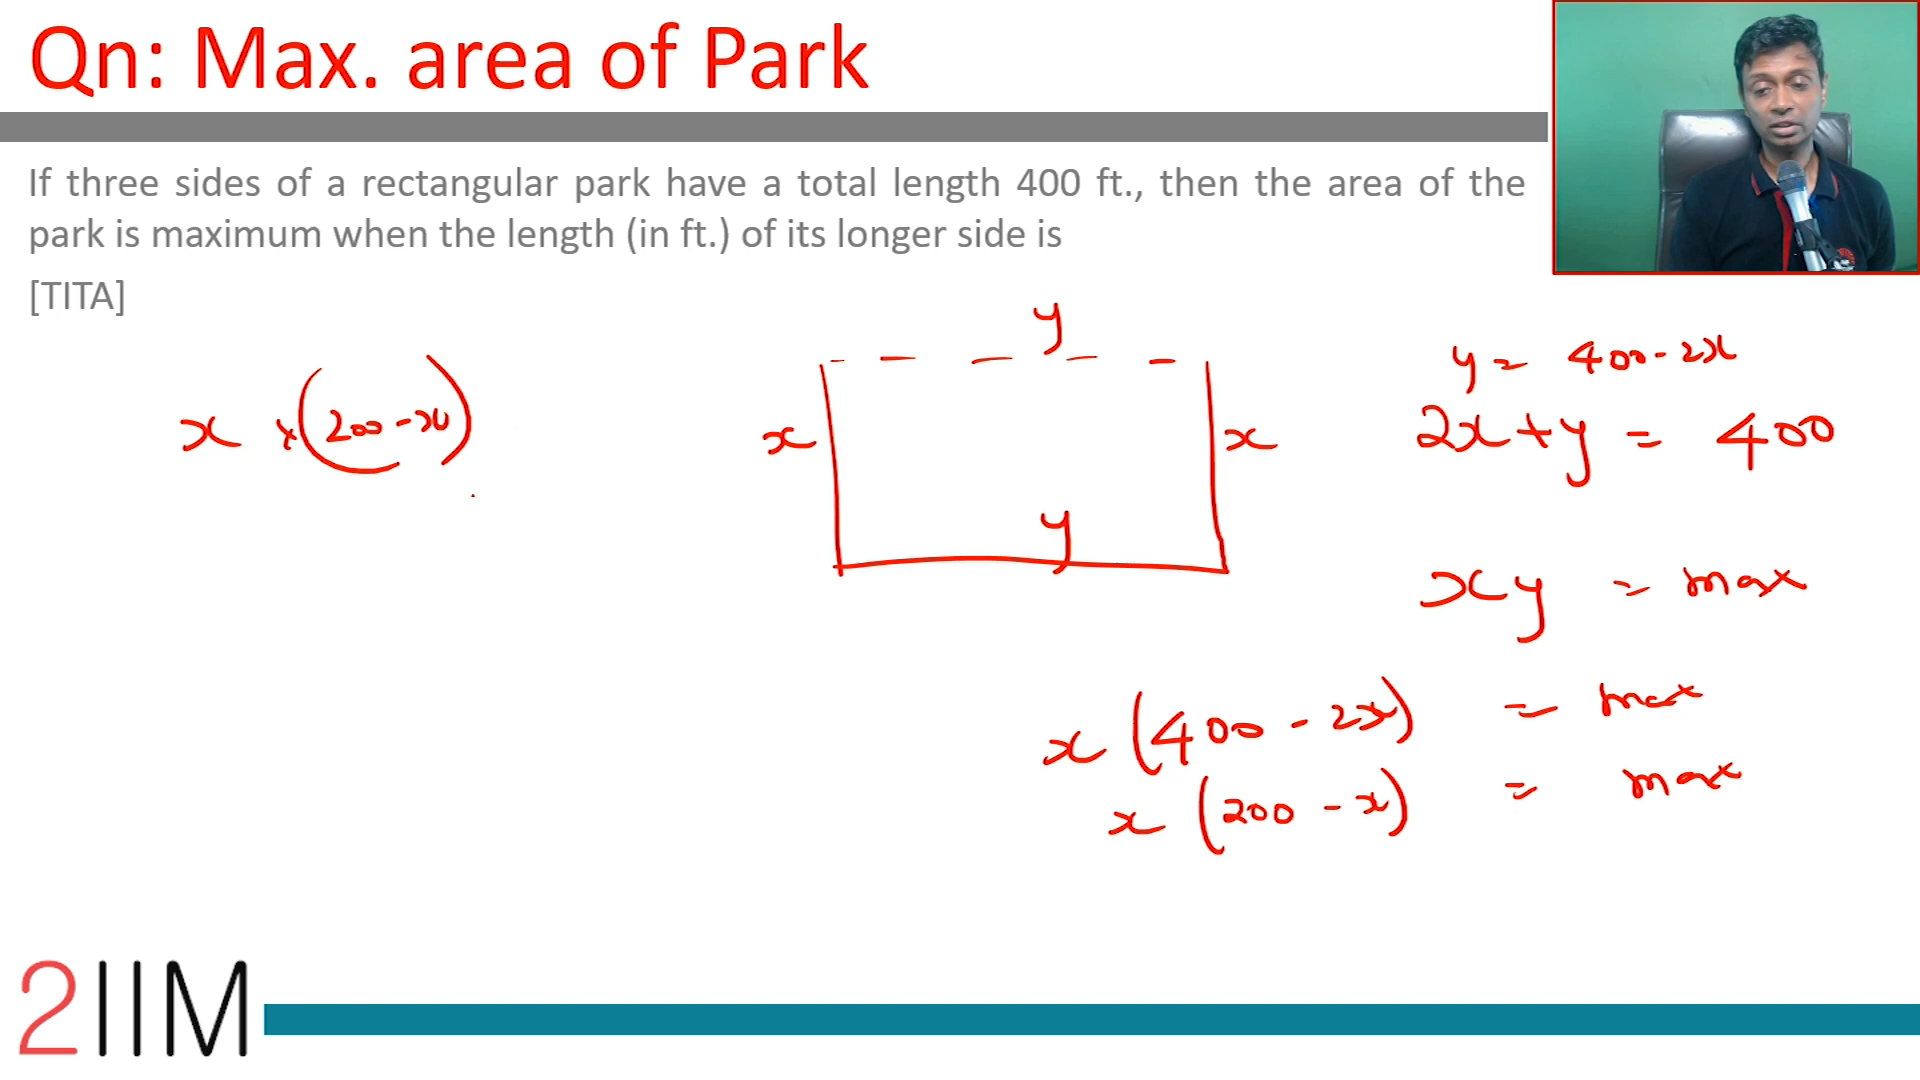 Qn: Max. area of Park
If three sides of a rectangular park have a total length 400 ft., then the area of the
park is maximum when the length (in ft.) of its longer side is
[TITA]
y
y = 400 - 2x
x × (200 - x)
x
x
2x + y = 400
y
xy = max
x (400 - 2x) = max
x (200 - x) = max
2IIM